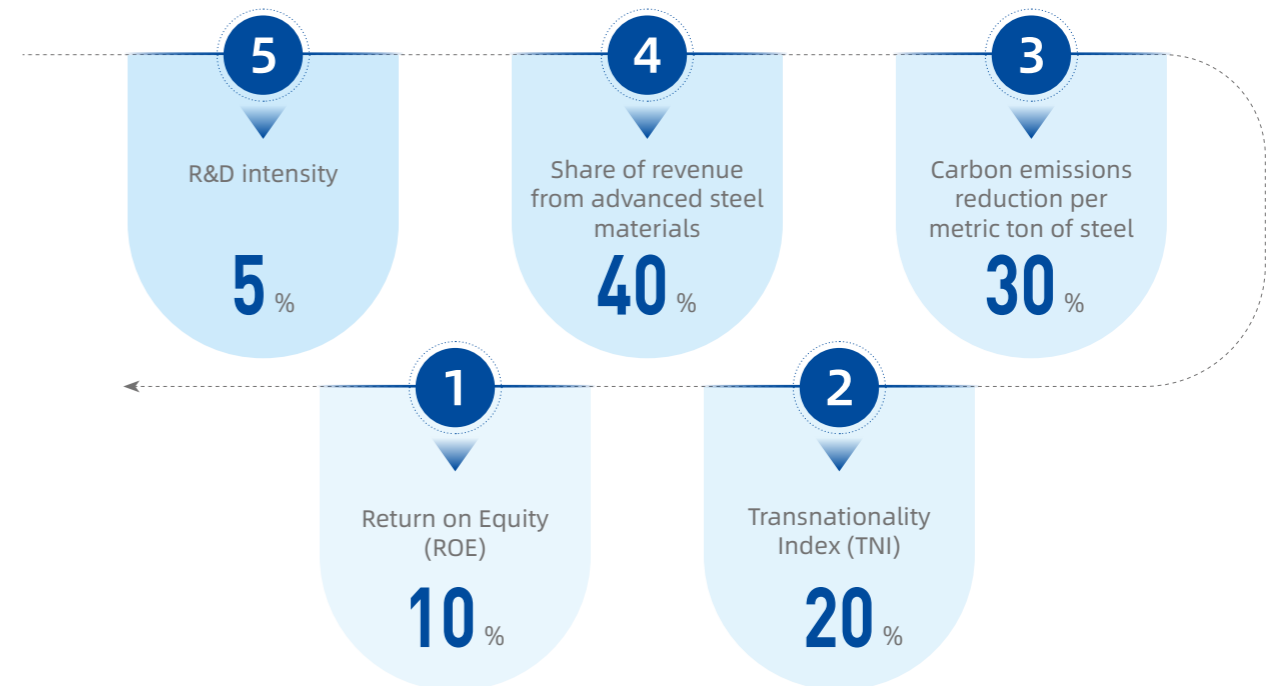 5
R&D intensity
5 %
4
Share of revenue
from advanced steel
materials
40 %
3
Carbon emissions
reduction per
metric ton of steel
30 %
2
Transnationality
Index (TNI)
20 %
1
Return on Equity
(ROE)
10 %